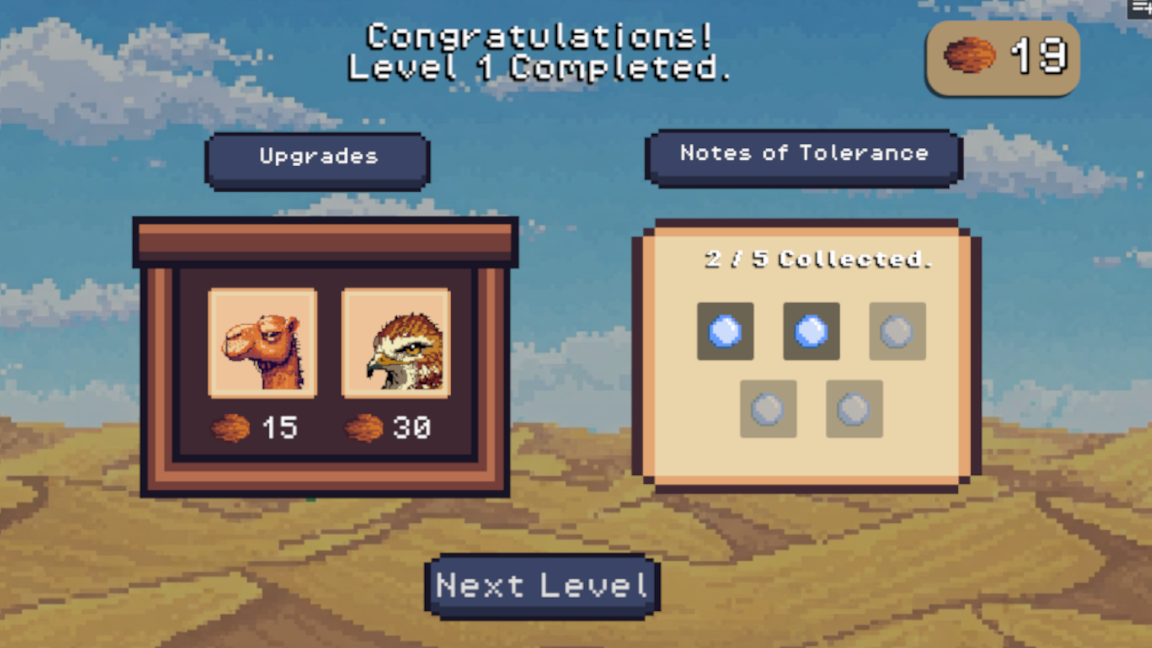 Congratulations!
Level 1 Completed.
19
Upgrades
Notes of Tolerance
2 / 5 Collected.
15
30
Next Level